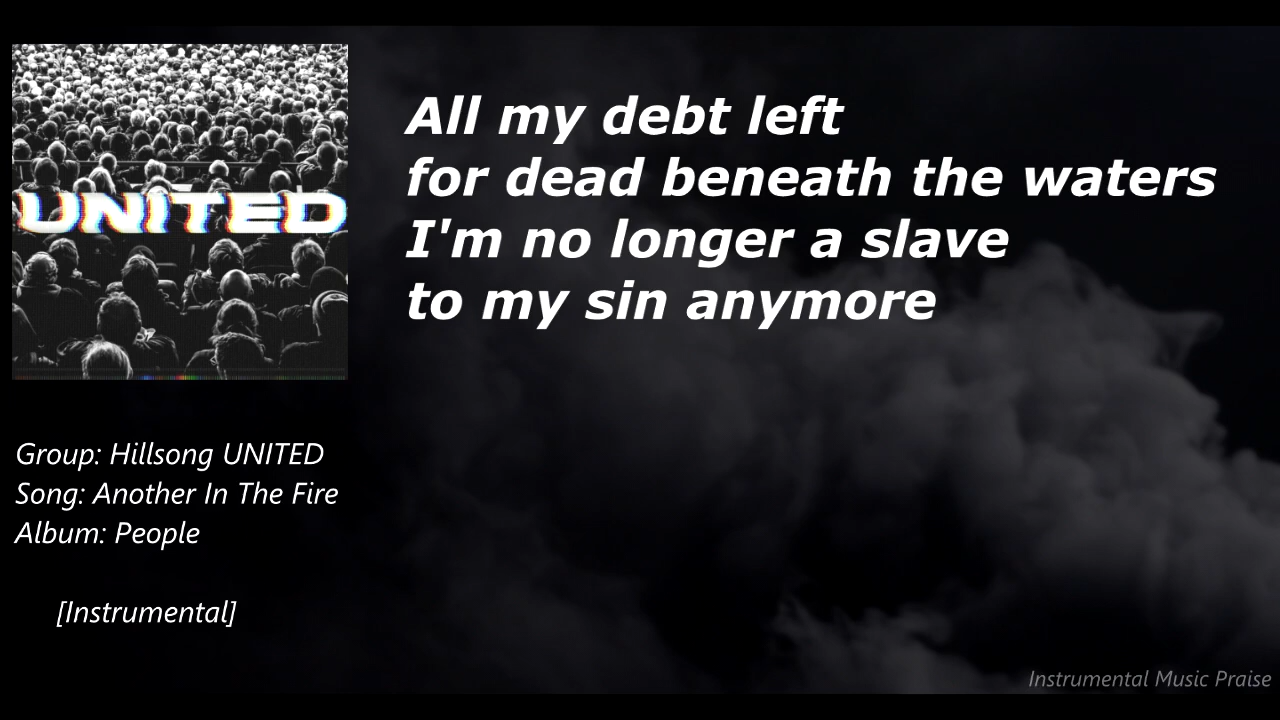 UNITED
All my debt left
for dead beneath the waters
I'm no longer a slave
to my sin anymore
Group: Hillsong UNITED
Song: Another In The Fire
Album: People
[Instrumental]
Instrumental Music Praise